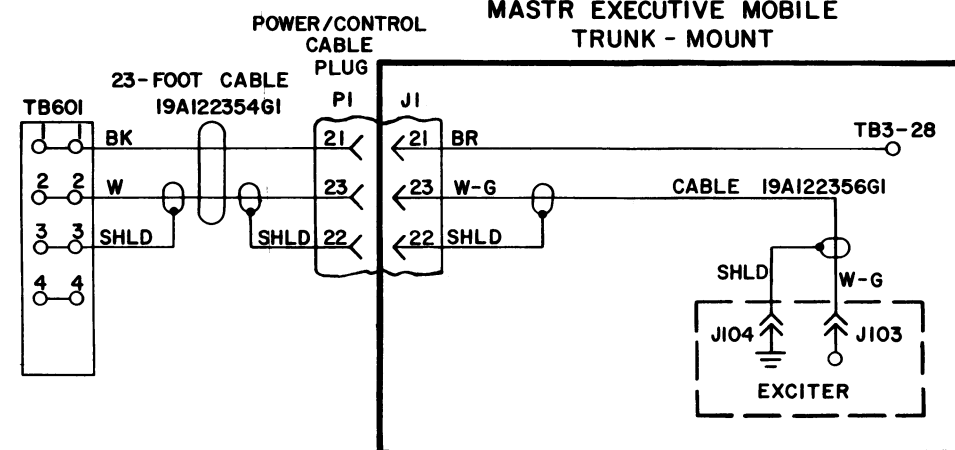 MASTR EXECUTIVE MOBILE
TRUNK - MOUNT
POWER/CONTROL
CABLE
PLUG
23-FOOT CABLE
19A122354G1
TB601
P1
J1
1 1
BK
21
21
BR
TB3-28
2 2
W
23
23
W-G
CABLE 19A122356G1
3 3
SHLD
SHLD
22
22
SHLD
4 4
SHLD
W-G
J104
J103
EXCITER